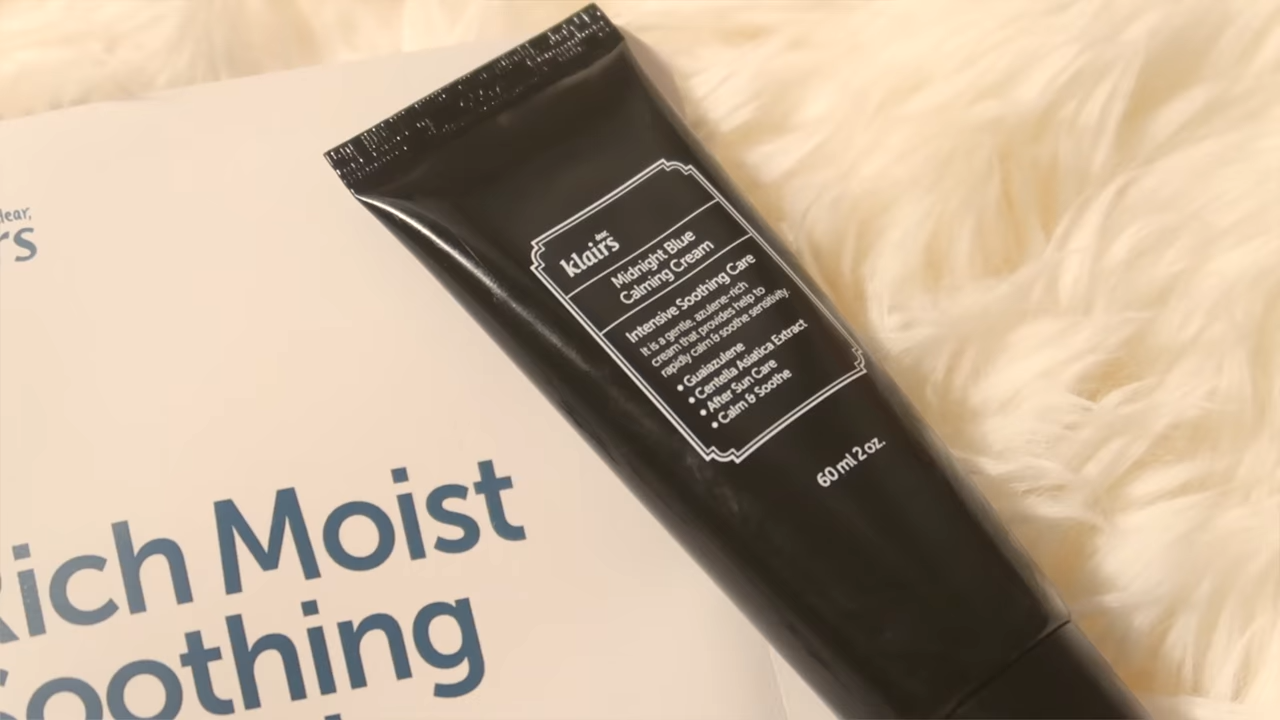 lear,
rs
Rich Moist
Soothing
dear,
klairs
Midnight Blue
Calming Cream
Intensive Soothing Care
It is a gentle, azulene-rich
cream that provides help to
rapidly calm & soothe sensitivity.
• Guaiazulene
• Centella Asiatica Extract
• After Sun Care
• Calm & Soothe
60 ml 2 oz.